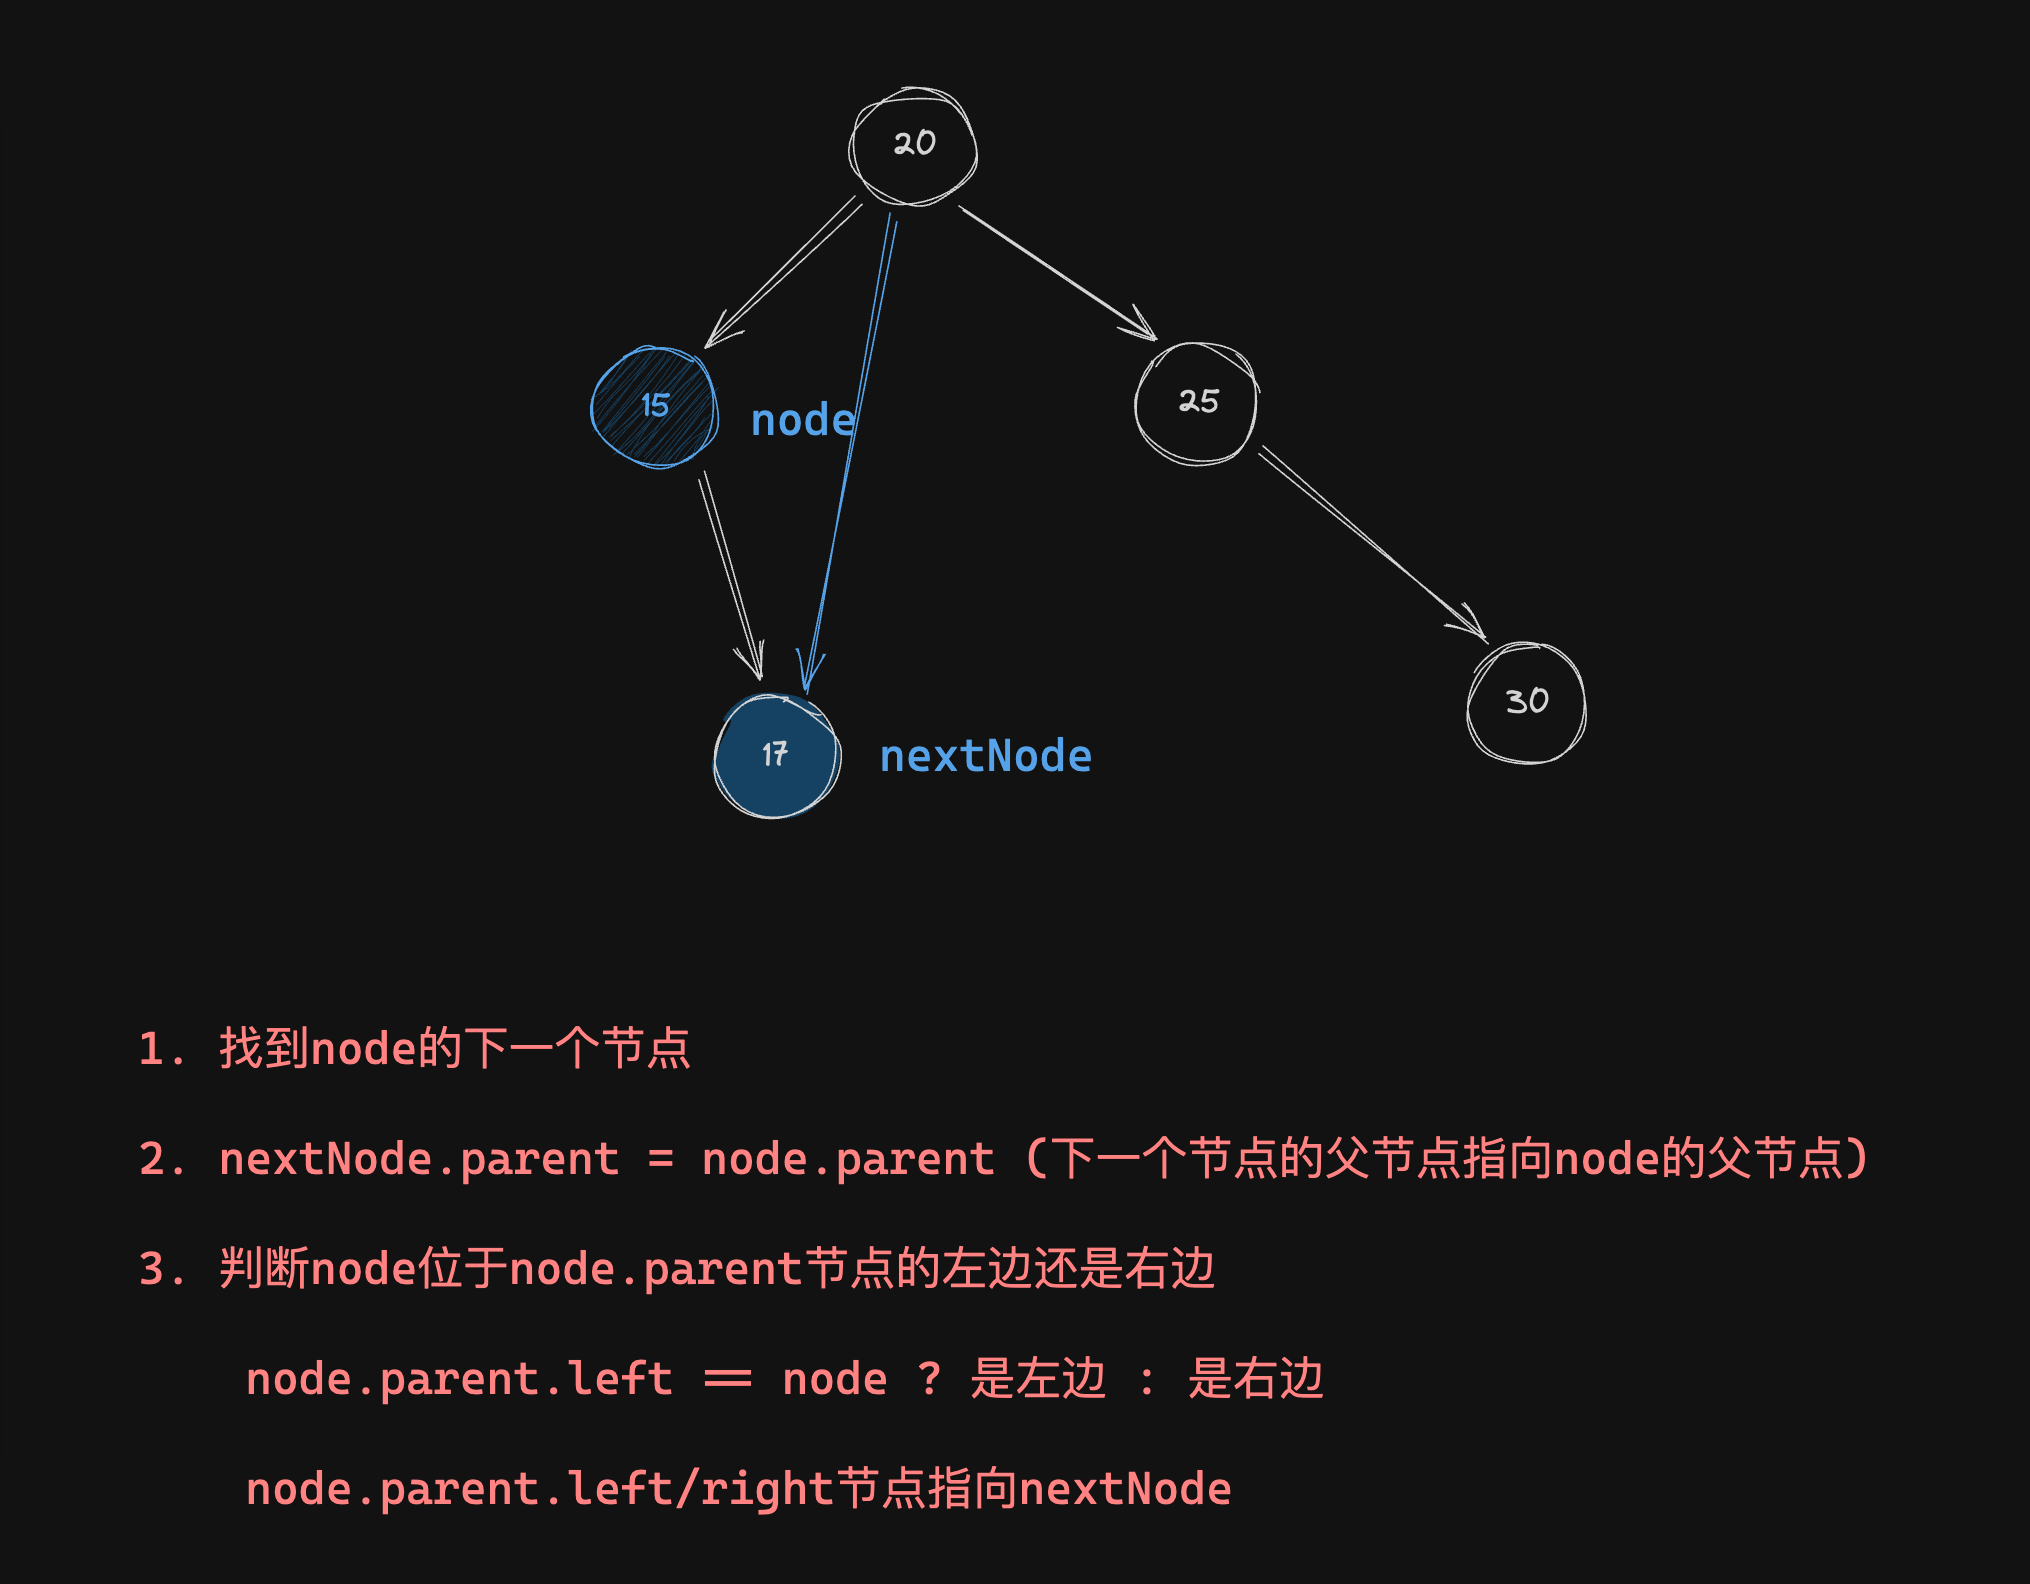 20
15
node
25
30
17
nextNode
1. 找到node的下一个节点
2. nextNode.parent = node.parent (下一个节点的父节点指向node的父节点)
3. 判断node位于node.parent节点的左边还是右边
node.parent.left == node ? 是左边 : 是右边
node.parent.left/right节点指向nextNode